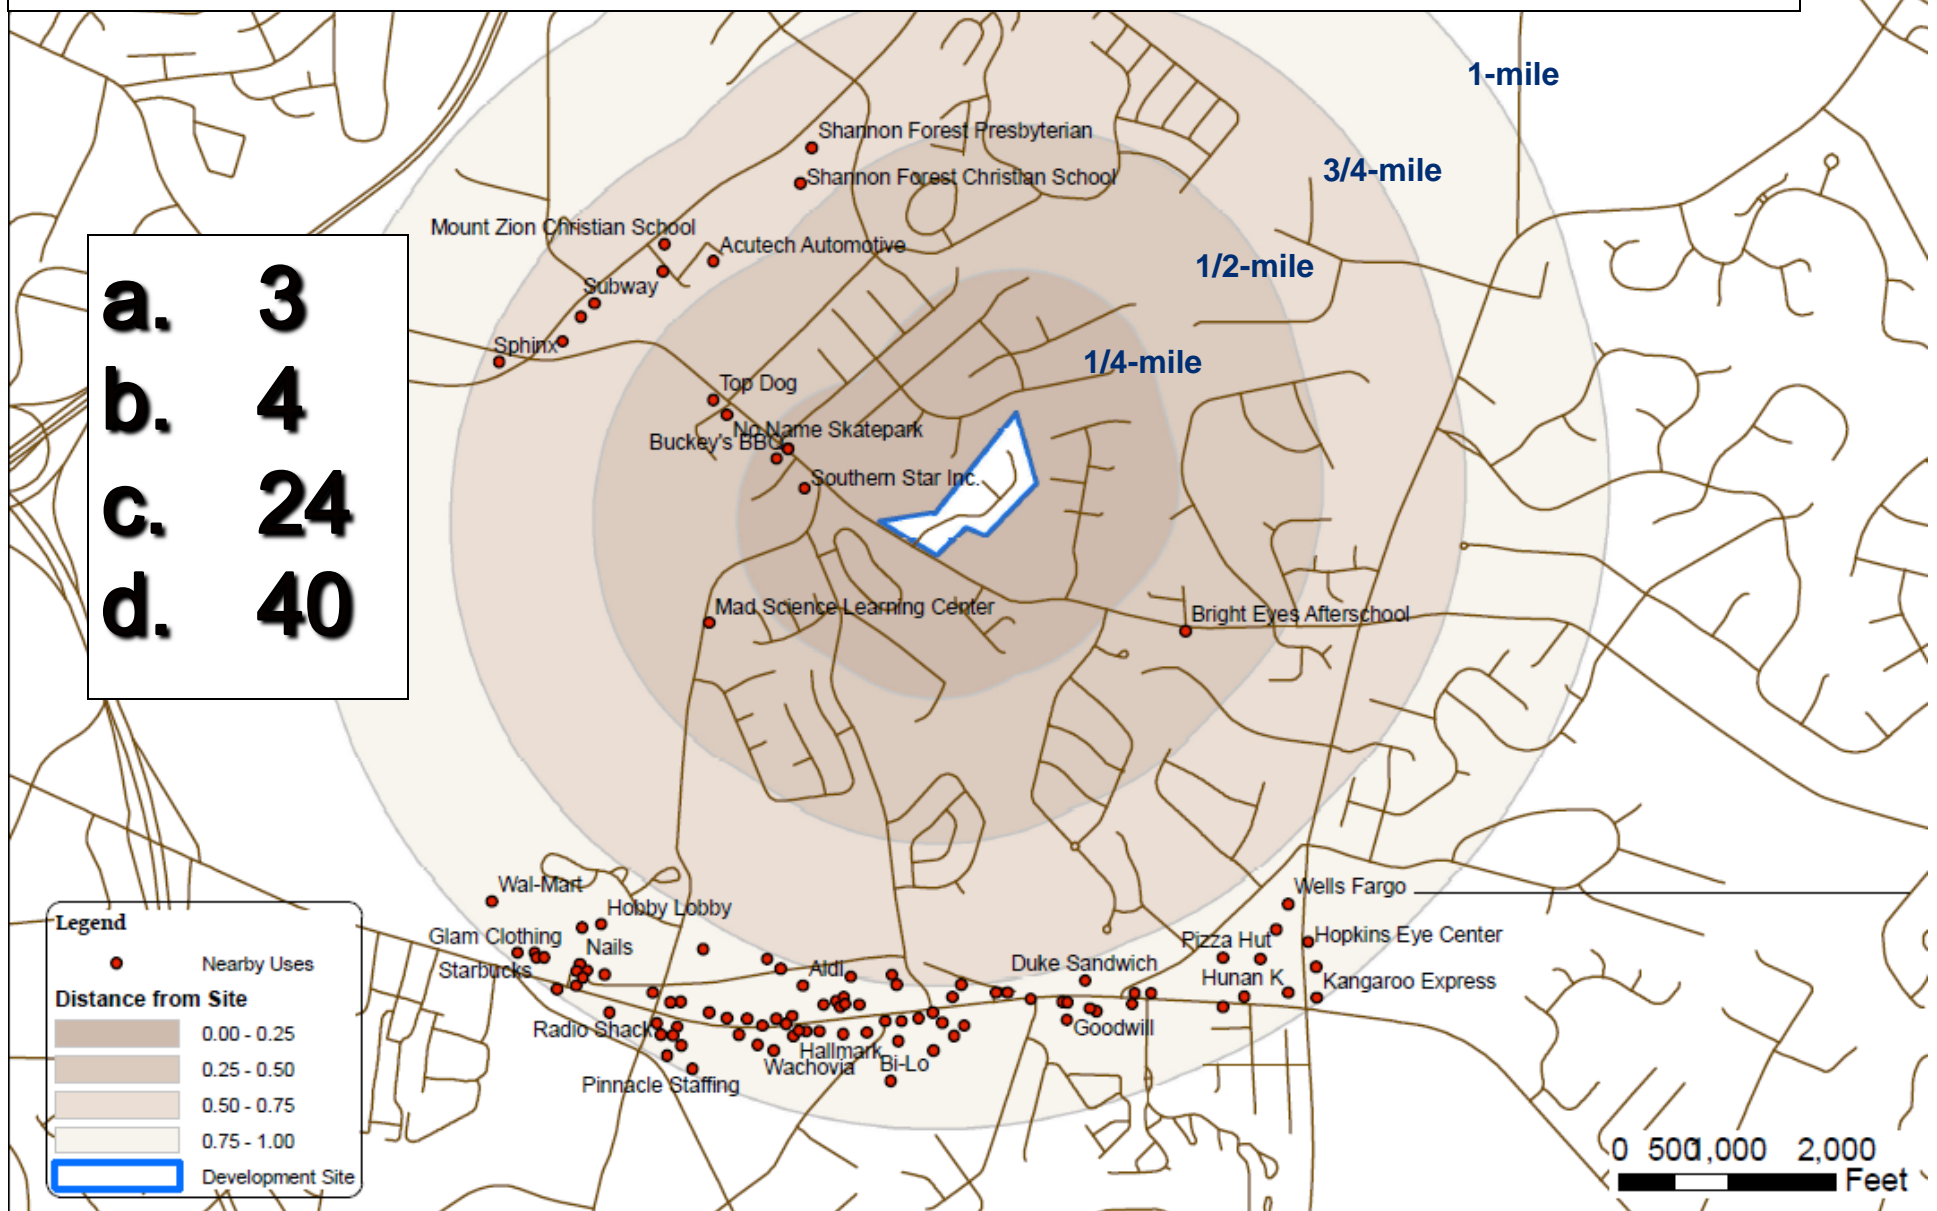 1-mile
Shannon Forest Presbyterian
3/4-mile
Shannon Forest Christian School
Mount Zion Christian School
Acutech Automotive
1/2-mile
Subway
a. 3
Sphinx
1/4-mile
b. 4
Top Dog
No Name Skatepark
Buckey's BBQ
Southern Star Inc.
c. 24
d. 40
Mad Science Learning Center
Bright Eyes Afterschool
Wal-Mart
Wells Fargo
Hobby Lobby
Glam Clothing
Nails
Pizza Hut
Hopkins Eye Center
Starbucks
Aldi
Duke Sandwich
Hunan K
Kangaroo Express
Radio Shack
Goodwill
Hallmark
Wachovia
Bi-Lo
Pinnacle Staffing
Legend
Nearby Uses
Distance from Site
0.00 - 0.25
0.25 - 0.50
0.50 - 0.75
0.75 - 1.00
Development Site
0 500 1,000 2,000
Feet